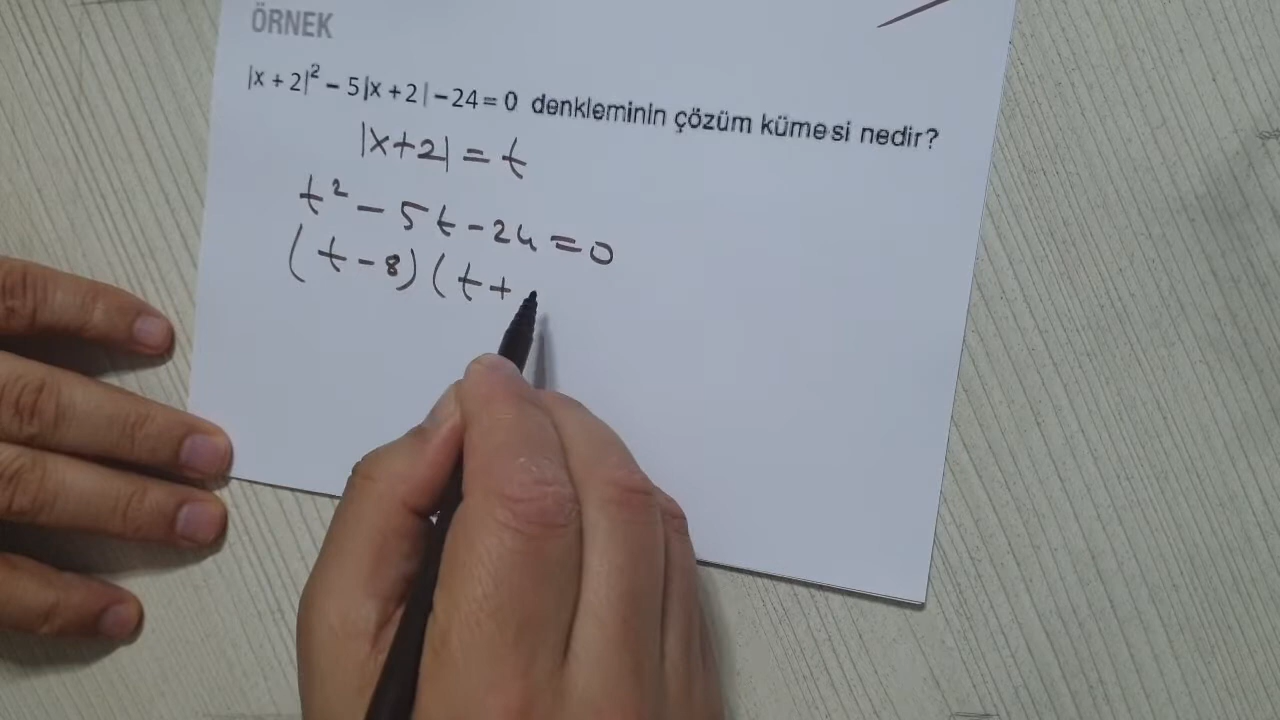 ÖRNEK
|x + 2|² − 5|x + 2| − 24 = 0 denkleminin çözüm kümesi nedir?
|x+2| = t
t² − 5t − 24 = 0
(t − 8)(t +